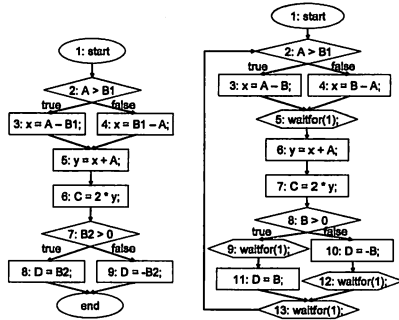 1: start
2: A > B1
true
false
3: x = A – B1;
4: x = B1 – A;
5: y = x + A;
6: C = 2 * y;
7: B2 > 0
true
false
8: D = B2;
9: D = -B2;
end
1: start
2: A > B1
true
false
3: x = A – B;
4: x = B – A;
5: waitfor(1);
6: y = x + A;
7: C = 2 * y;
8: B > 0
true
false
9: waitfor(1);
10: D = -B;
11: D = B;
12: waitfor(1);
13: waitfor(1);